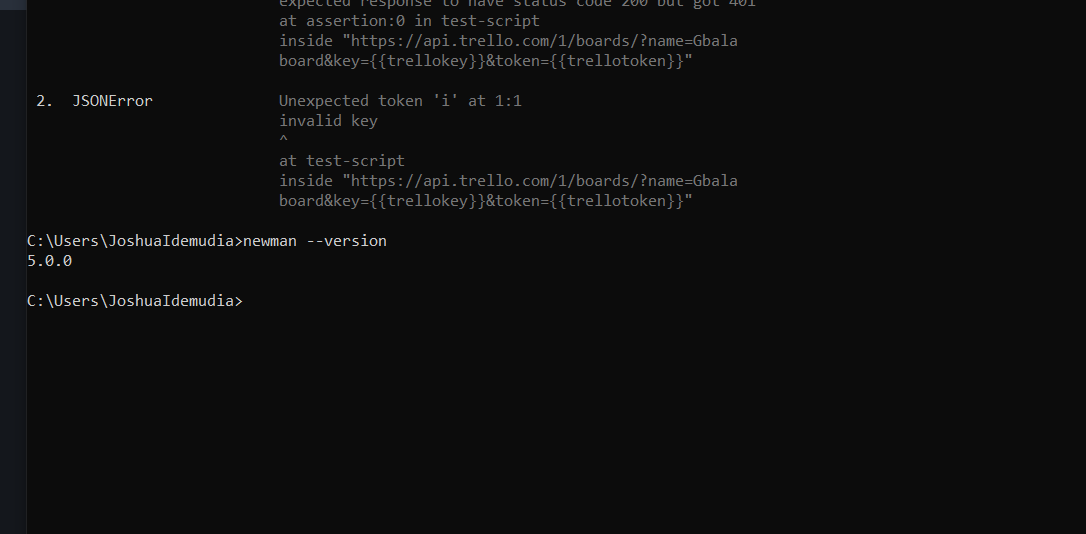 expected response to have status code 200 but got 401
at assertion:0 in test-script
inside "https://api.trello.com/1/boards/?name=Gbala
board&key={{trellokey}}&token={{trellotoken}}"
2. JSONError Unexpected token 'i' at 1:1
invalid key
^
at test-script
inside "https://api.trello.com/1/boards/?name=Gbala
board&key={{trellokey}}&token={{trellotoken}}"
C:\Users\JoshuaIdemudia>newman --version
5.0.0
C:\Users\JoshuaIdemudia>